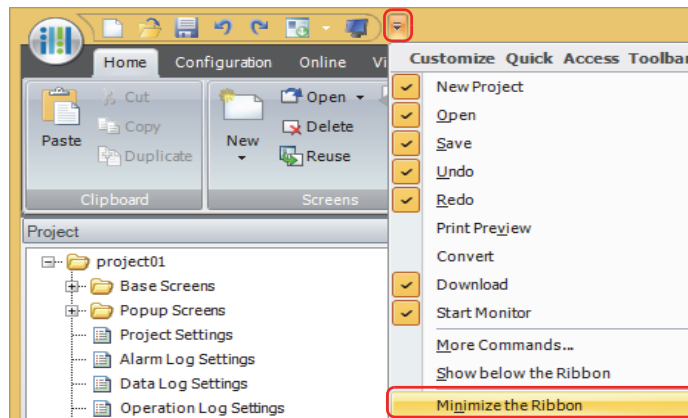 Home Configuration Online Vi
Customize Quick Access Toolbar
Cut
Copy
Duplicate
Paste
Clipboard
New
Open
Delete
Reuse
Screens
New Project
Open
Save
Undo
Redo
Print Preview
Convert
Download
Start Monitor
More Commands...
Show below the Ribbon
Minimize the Ribbon
Project
project01
Base Screens
Popup Screens
Project Settings
Alarm Log Settings
Data Log Settings
Operation Log Settings